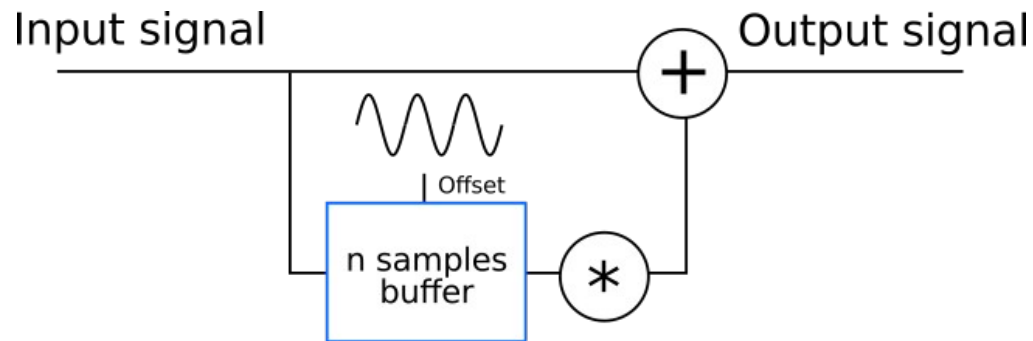 Input signal
Output signal
+
Offset
n samples
buffer
*